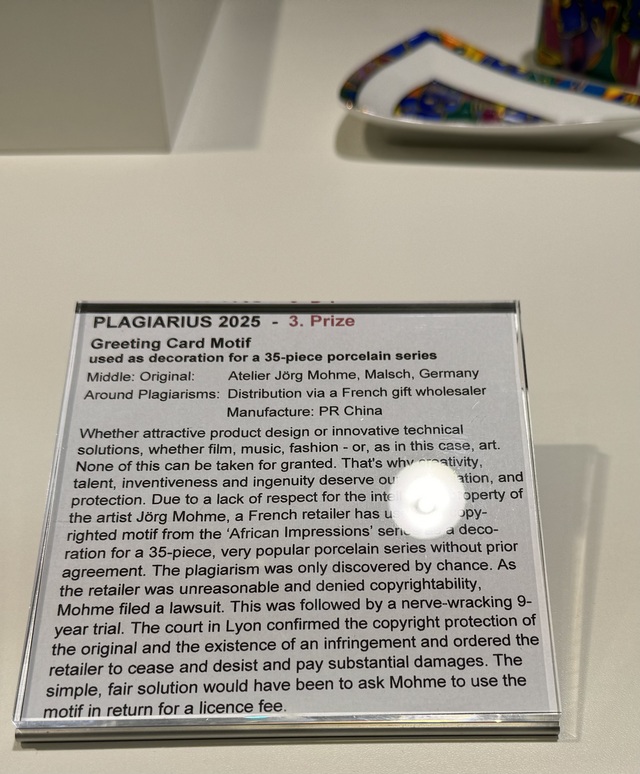 PLAGIARIUS 2025 - 3. Prize
Greeting Card Motif
used as decoration for a 35-piece porcelain series
Middle: Original: Atelier Jörg Mohme, Malsch, Germany
Around Plagiarisms: Distribution via a French gift wholesaler
Manufacture: PR China
Whether attractive product design or innovative technical
solutions, whether film, music, fashion - or, as in this case, art.
None of this can be taken for granted. That's why creativity,
talent, inventiveness and ingenuity deserve and
protection. Due to a lack of respect for the of
the artist Jörg Mohme, a French retailer has
righted motif from the ‘African Impressions’ a deco-
ration for a 35-piece, very popular porcelain series without prior
agreement. The plagiarism was only discovered by chance. As
the retailer was unreasonable and denied copyrightability,
Mohme filed a lawsuit. This was followed by a nerve-wracking 9-
year trial. The court in Lyon confirmed the copyright protection of
the original and the existence of an infringement and ordered the
retailer to cease and desist and pay substantial damages. The
simple, fair solution would have been to ask Mohme to use the
motif in return for a licence fee.